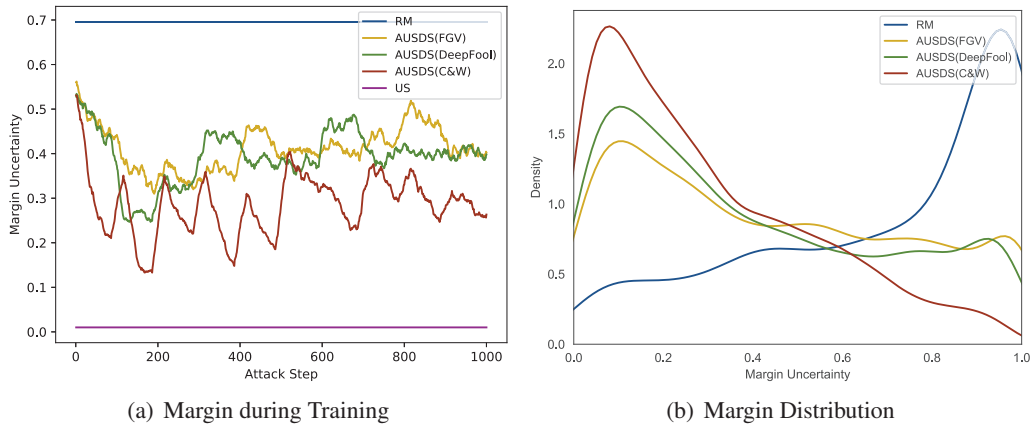 0.7
0.6
0.5
0.4
0.3
0.2
0.1
0.0
Margin Uncertainty
0
200
400
600
800
1000
Attack Step
RM
AUSDS(FGV)
AUSDS(DeepFool)
AUSDS(C&W)
US
(a) Margin during Training
2.0
1.5
1.0
0.5
0.0
Density
0.0
0.2
0.4
0.6
0.8
1.0
Margin Uncertainty
RM
AUSDS(FGV)
AUSDS(DeepFool)
AUSDS(C&W)
(b) Margin Distribution